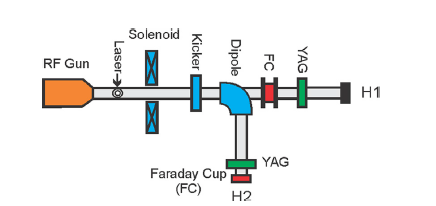 Solenoid
RF Gun
Laser
Kicker
Dipole
FC
YAG
H1
YAG
Faraday Cup
(FC)
H2